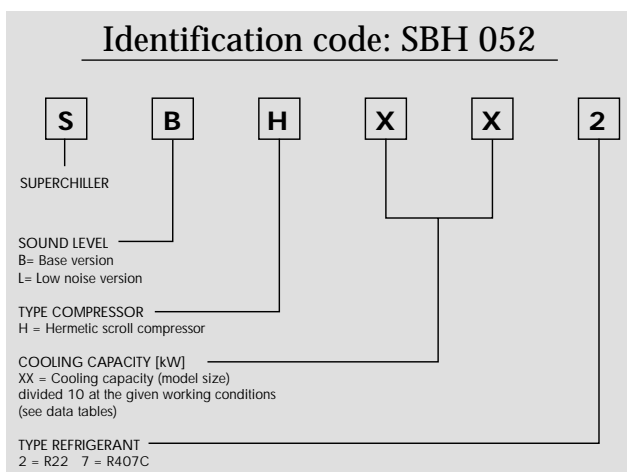 Identification code: SBH 052
S B H X X 2
SUPERCHILLER
SOUND LEVEL
B= Base version
L= Low noise version
TYPE COMPRESSOR
H = Hermetic scroll compressor
COOLING CAPACITY [kW]
XX = Cooling capacity (model size)
divided 10 at the given working conditions
(see data tables)
TYPE REFRIGERANT
2 = R22 7 = R407C